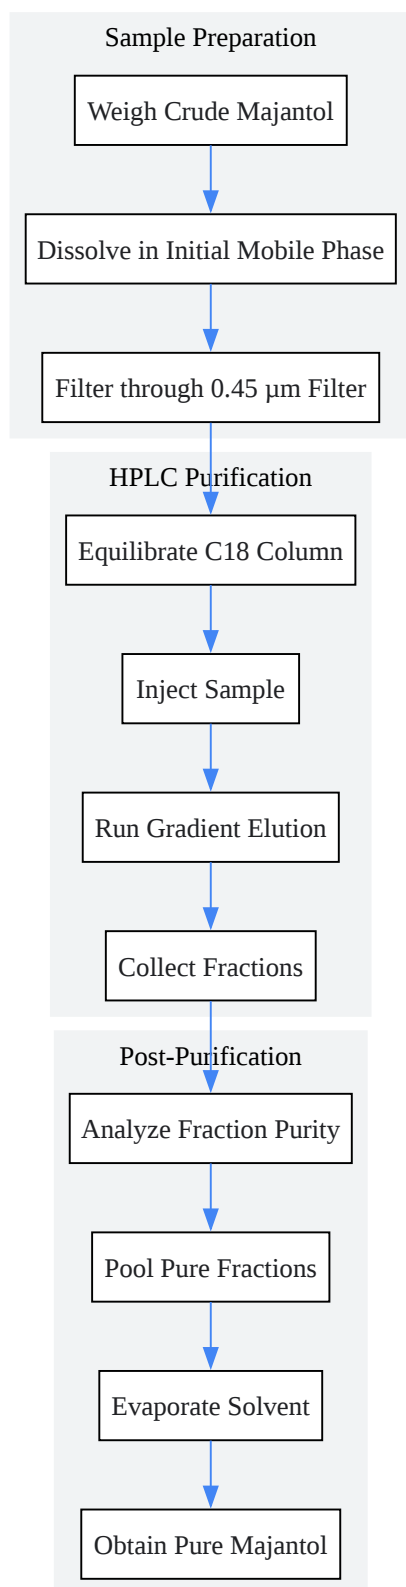 Sample Preparation
Weigh Crude Majantol
Dissolve in Initial Mobile Phase
Filter through 0.45 µm Filter
HPLC Purification
Equilibrate C18 Column
Inject Sample
Run Gradient Elution
Collect Fractions
Post-Purification
Analyze Fraction Purity
Pool Pure Fractions
Evaporate Solvent
Obtain Pure Majantol